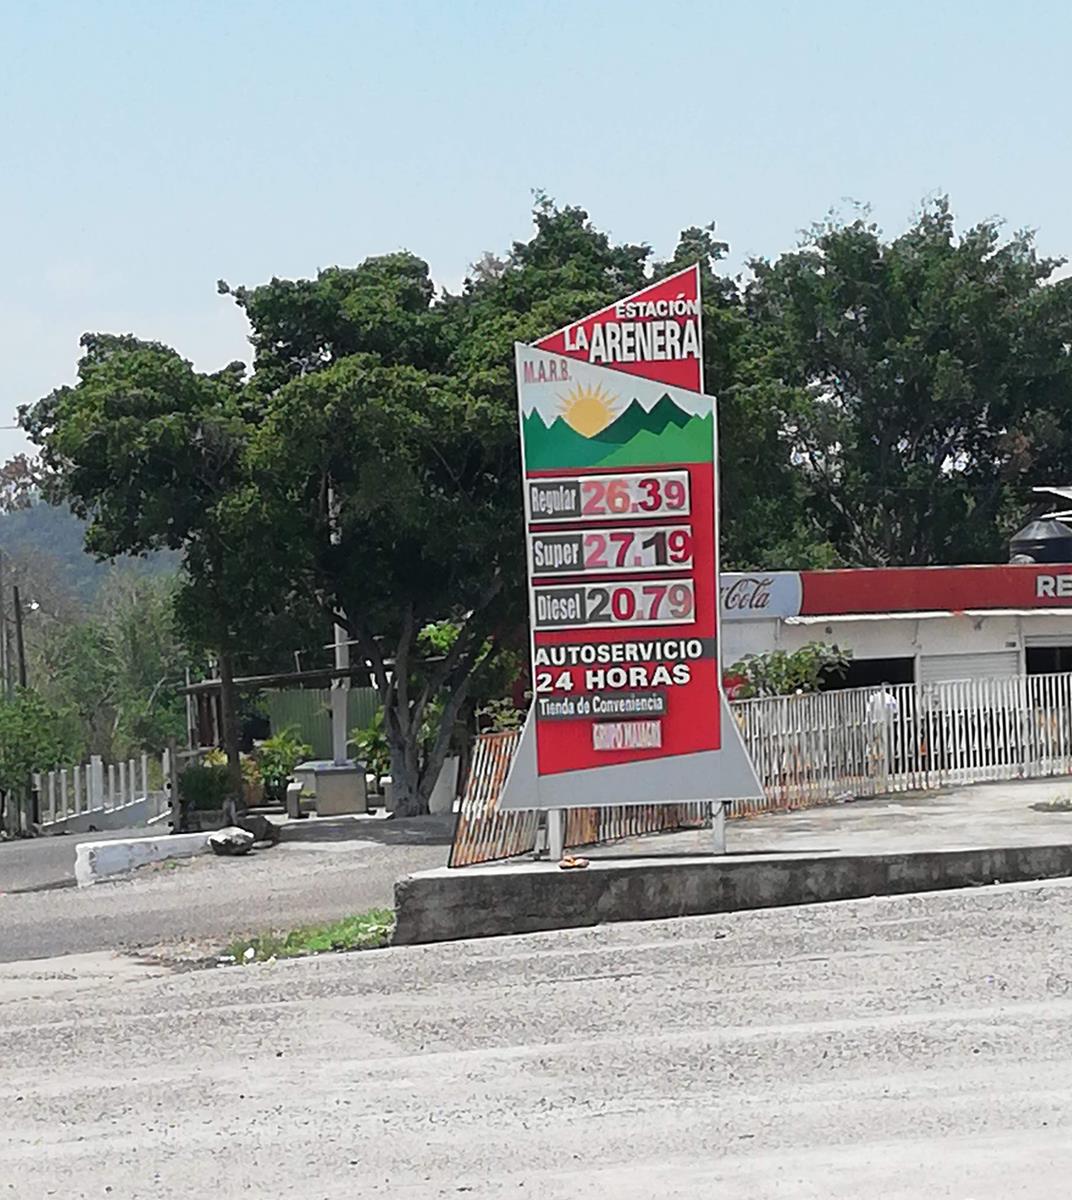 ESTACIÓN
LA ARENERA
M.A.R.B.
Regular 26.39
Super 27.19
Diesel 20.79
AUTOSERVICIO
24 HORAS
Tienda de Conveniencia
GRUPO
Cola
RE